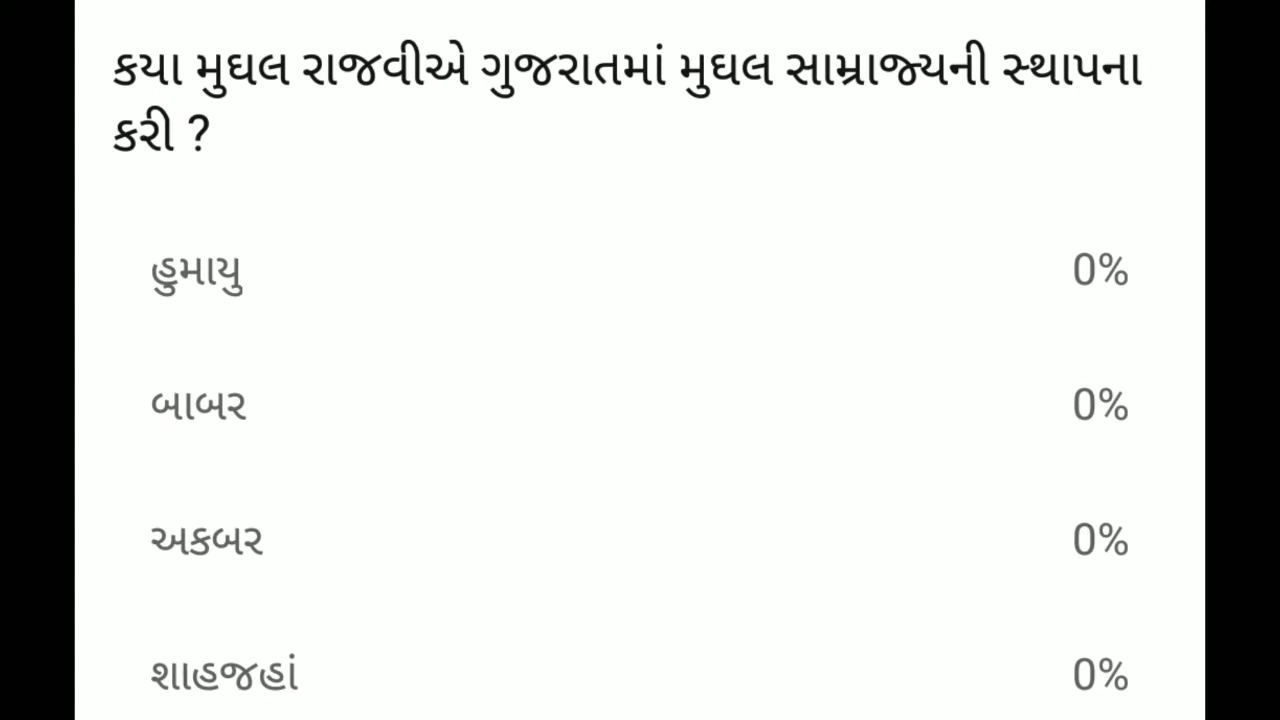 કયા મુઘલ રાજવીએ ગુજરાતમાં મુઘલ સામ્રાજ્યની સ્થાપના
કરી ?
હુમાયુ 0%
બાબર 0%
અકબર 0%
શાહજહાં 0%